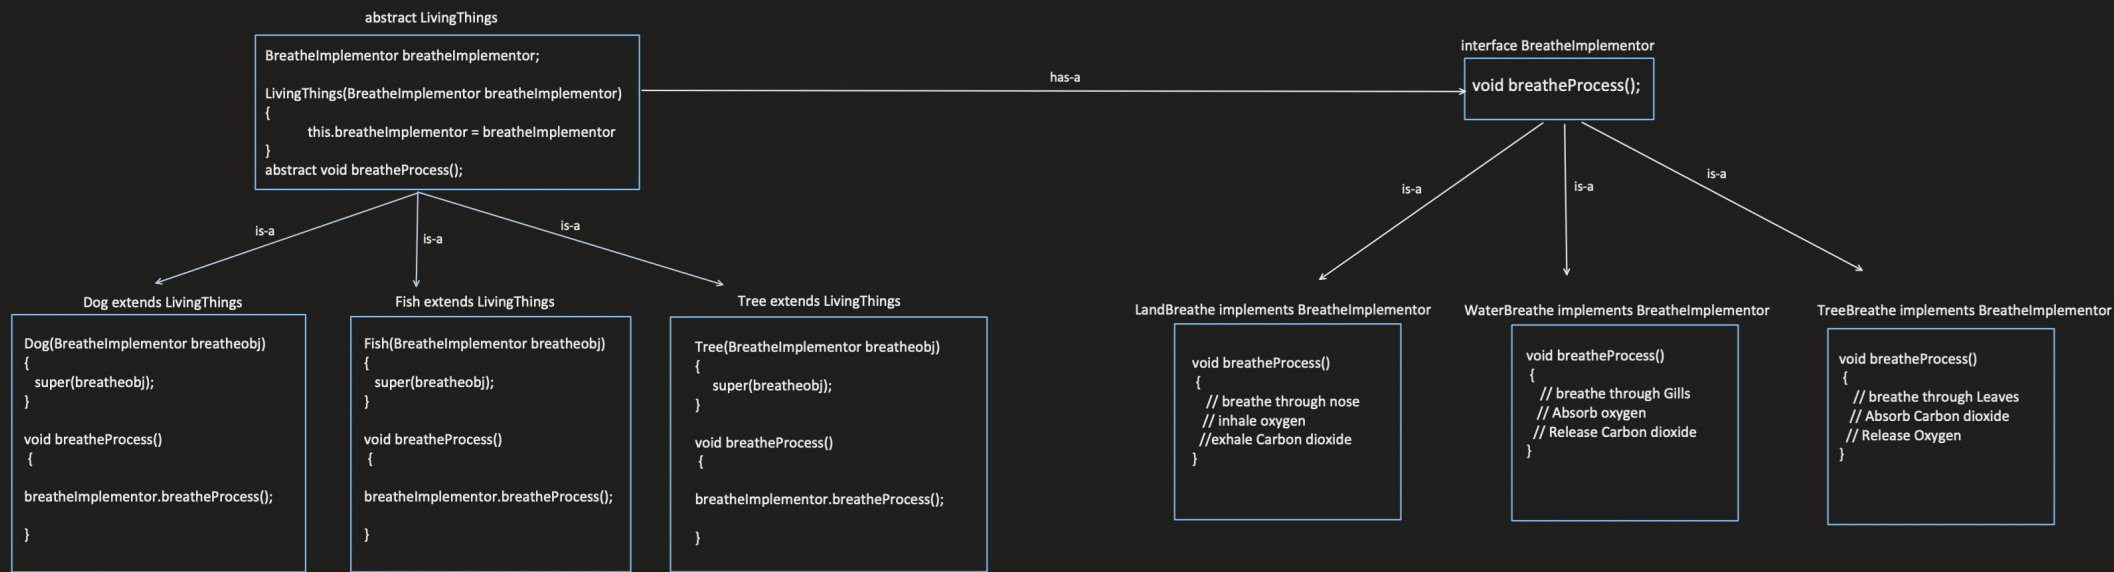 abstract LivingThings
BreatheImplementor breatheImplementor;
LivingThings(BreatheImplementor breatheImplementor)
{
this.breatheImplementor = breatheImplementor
}
abstract void breatheProcess();
has-a
interface BreatheImplementor
void breatheProcess();
is-a
is-a
is-a
is-a
is-a
is-a
Dog extends LivingThings
Dog(BreatheImplementor breatheobj)
{
super(breatheobj);
}
void breatheProcess()
{
breatheImplementor.breatheProcess();
}
Fish extends LivingThings
Fish(BreatheImplementor breatheobj)
{
super(breatheobj);
}
void breatheProcess()
{
breatheImplementor.breatheProcess();
}
Tree extends LivingThings
Tree(BreatheImplementor breatheobj)
{
super(breatheobj);
}
void breatheProcess()
{
breatheImplementor.breatheProcess();
}
LandBreathe implements BreatheImplementor
void breatheProcess()
{
// breathe through nose
// inhale oxygen
//exhale Carbon dioxide
}
WaterBreathe implements BreatheImplementor
void breatheProcess()
{
// breathe through Gills
// Absorb oxygen
// Release Carbon dioxide
}
TreeBreathe implements BreatheImplementor
void breatheProcess()
{
// breathe through Leaves
// Absorb Carbon dioxide
// Release Oxygen
}